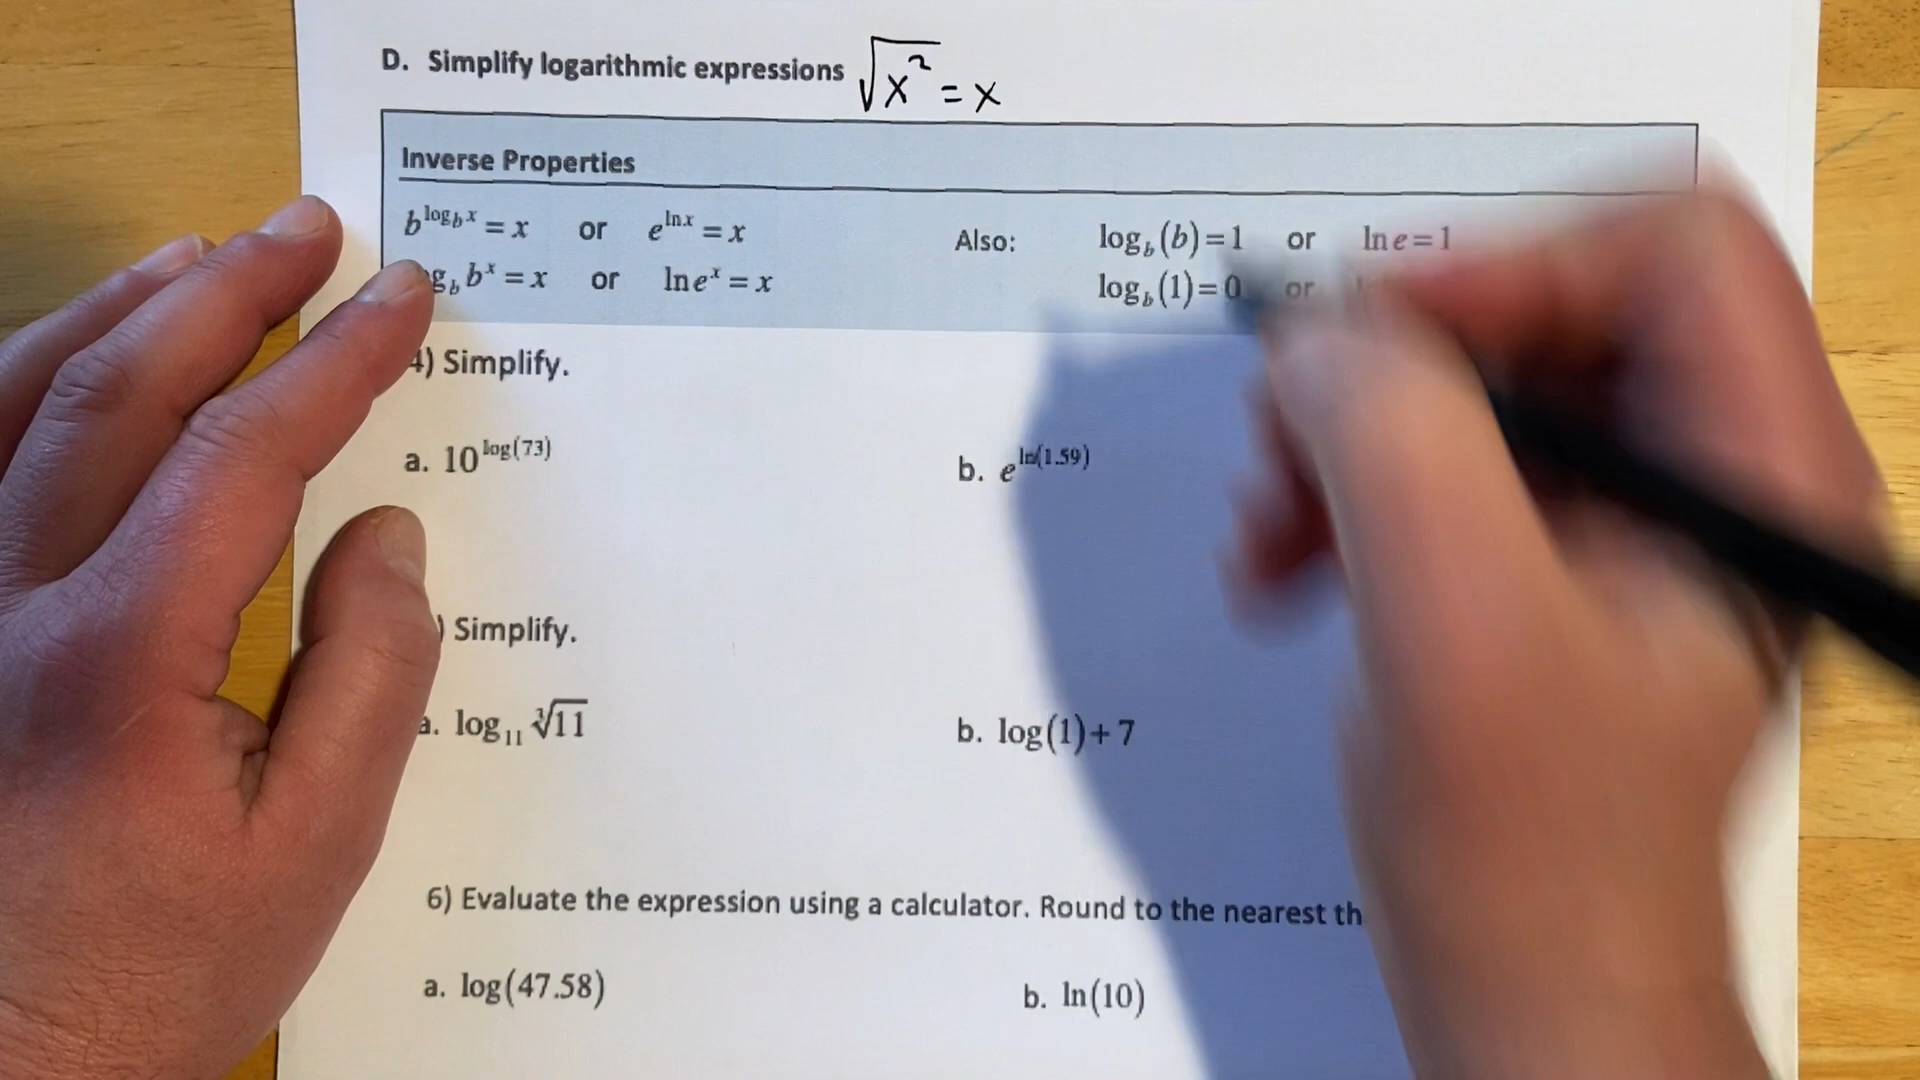 D. Simplify logarithmic expressions √x² = x
Inverse Properties
b^{log_b x} = x or e^{ln x} = x Also: log_b(b)=1 or ln e=1
g_b b^x = x or ln e^x = x log_b(1)=0 or
4) Simplify.
a. 10^{log(73)} b. e^{ln(1.59)}
) Simplify.
a. log₁₁ ∛11 b. log(1)+7
6) Evaluate the expression using a calculator. Round to the nearest th
a. log(47.58) b. ln(10)